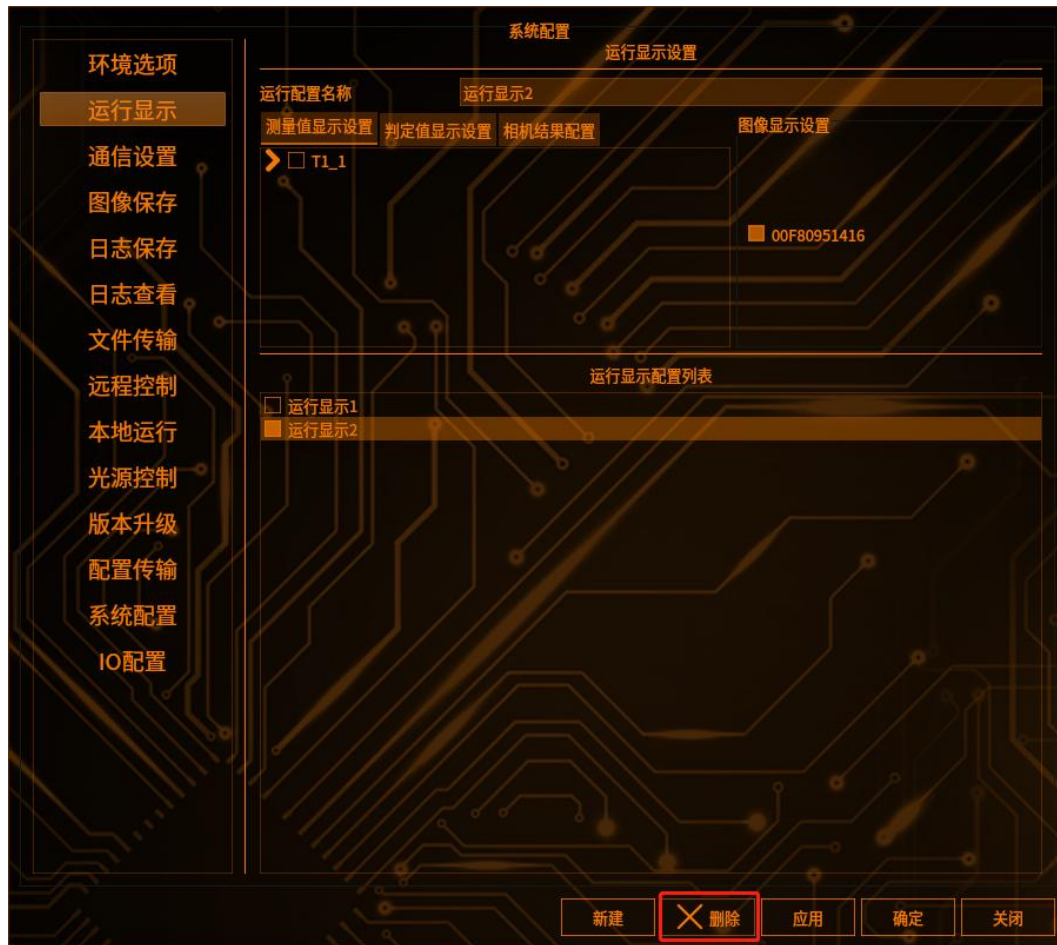 系统配置
环境选项
运行显示
通信设置
图像保存
日志保存
日志查看
文件传输
远程控制
本地运行
光源控制
版本升级
配置传输
系统配置
IO配置
运行显示设置
运行配置名称 运行显示2
测量值显示设置 判定值显示设置 相机结果配置
T1_1
图像显示设置
00F80951416
运行显示配置列表
运行显示1
运行显示2
新建 删除 应用 确定 关闭